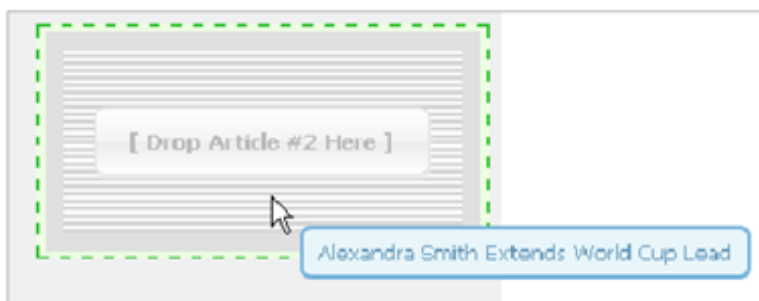 [ Drop Article #2 Here ]
Alexandra Smith Extends World Cup Lead